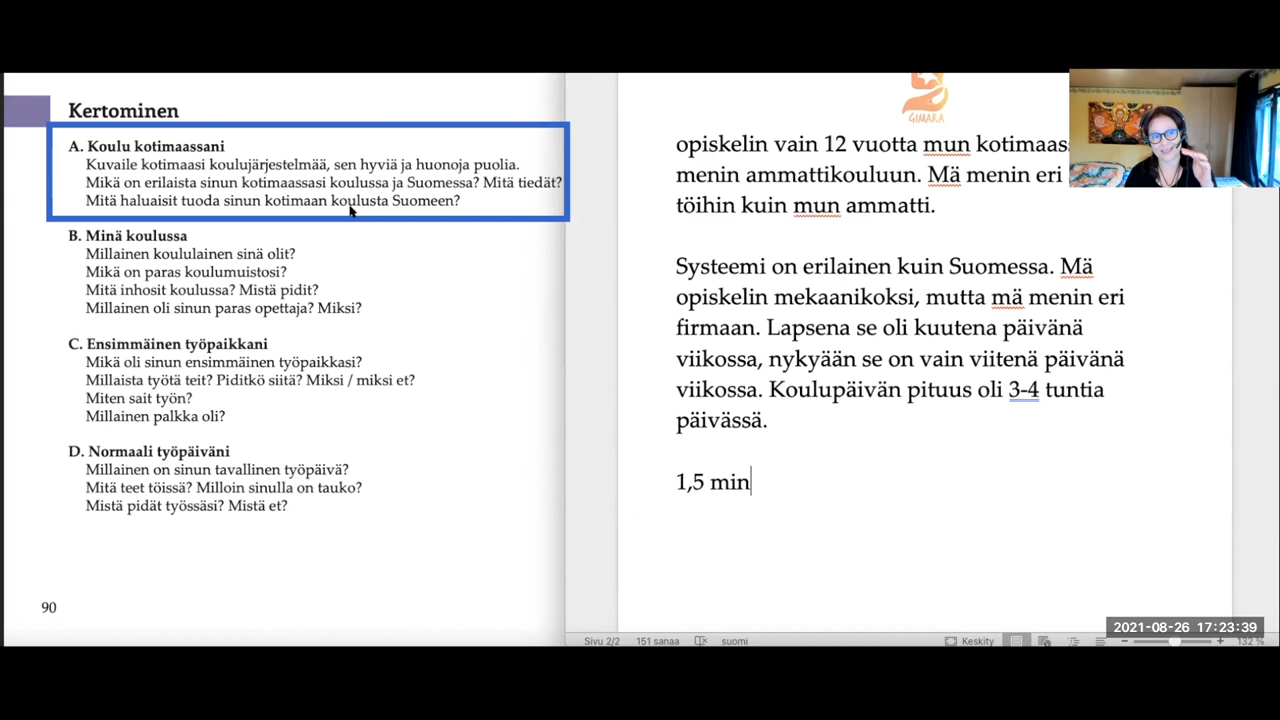 Kertominen
A. Koulu kotimaassani
Kuvaile kotimaasi koulujärjestelmää, sen hyviä ja huonoja puolia.
Mikä on erilaista sinun kotimaassasi koulussa ja Suomessa? Mitä tiedät?
Mitä haluaisit tuoda sinun kotimaan koulusta Suomeen?
B. Minä koulussa
Millainen koululainen sinä olit?
Mikä on paras koulumuistosi?
Mitä inhosit koulussa? Mistä pidit?
Millainen oli sinun paras opettaja? Miksi?
C. Ensimmäinen työpaikkani
Mikä oli sinun ensimmäinen työpaikkasi?
Millaista työtä teit? Piditkö siitä? Miksi / miksi et?
Miten sait työn?
Millainen palkka oli?
D. Normaali työpäiväni
Millainen on sinun tavallinen työpäivä?
Mitä teet töissä? Milloin sinulla on tauko?
Mistä pidät työssäsi? Mistä et?
90
GIMARA
opiskelin vain 12 vuotta mun kotimaas
menin ammattikouluun. Mä menin eri
töihin kuin mun ammatti.
Systeemi on erilainen kuin Suomessa. Mä
opiskelin mekaanikoksi, mutta mä menin eri
firmaan. Lapsena se oli kuutena päivänä
viikossa, nykyään se on vain viitenä päivänä
viikossa. Koulupäivän pituus oli 3-4 tuntia
päivässä.
1,5 min
2021-08-26 17:23:39
Sivu 2/2 151 sanaa suomi Keskity 132 %